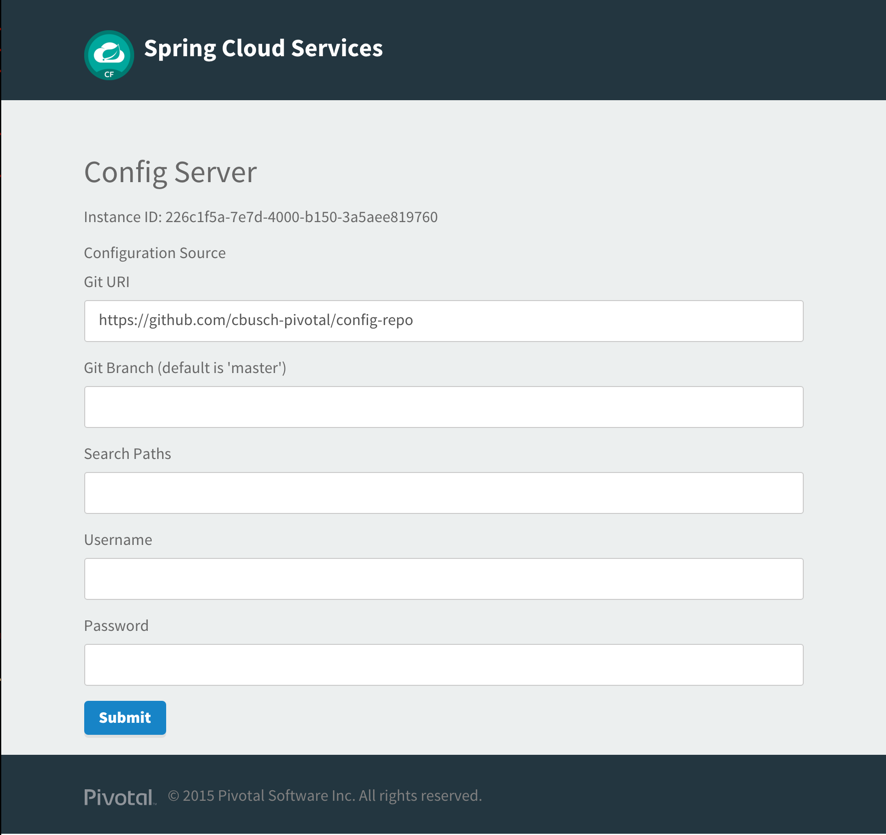 CF
Spring Cloud Services
Config Server
Instance ID: 226c1f5a-7e7d-4000-b150-3a5aee819760
Configuration Source
Git URI
https://github.com/cbusch-pivotal/config-repo
Git Branch (default is 'master')
Search Paths
Username
Password
Submit
Pivotal © 2015 Pivotal Software Inc. All rights reserved.